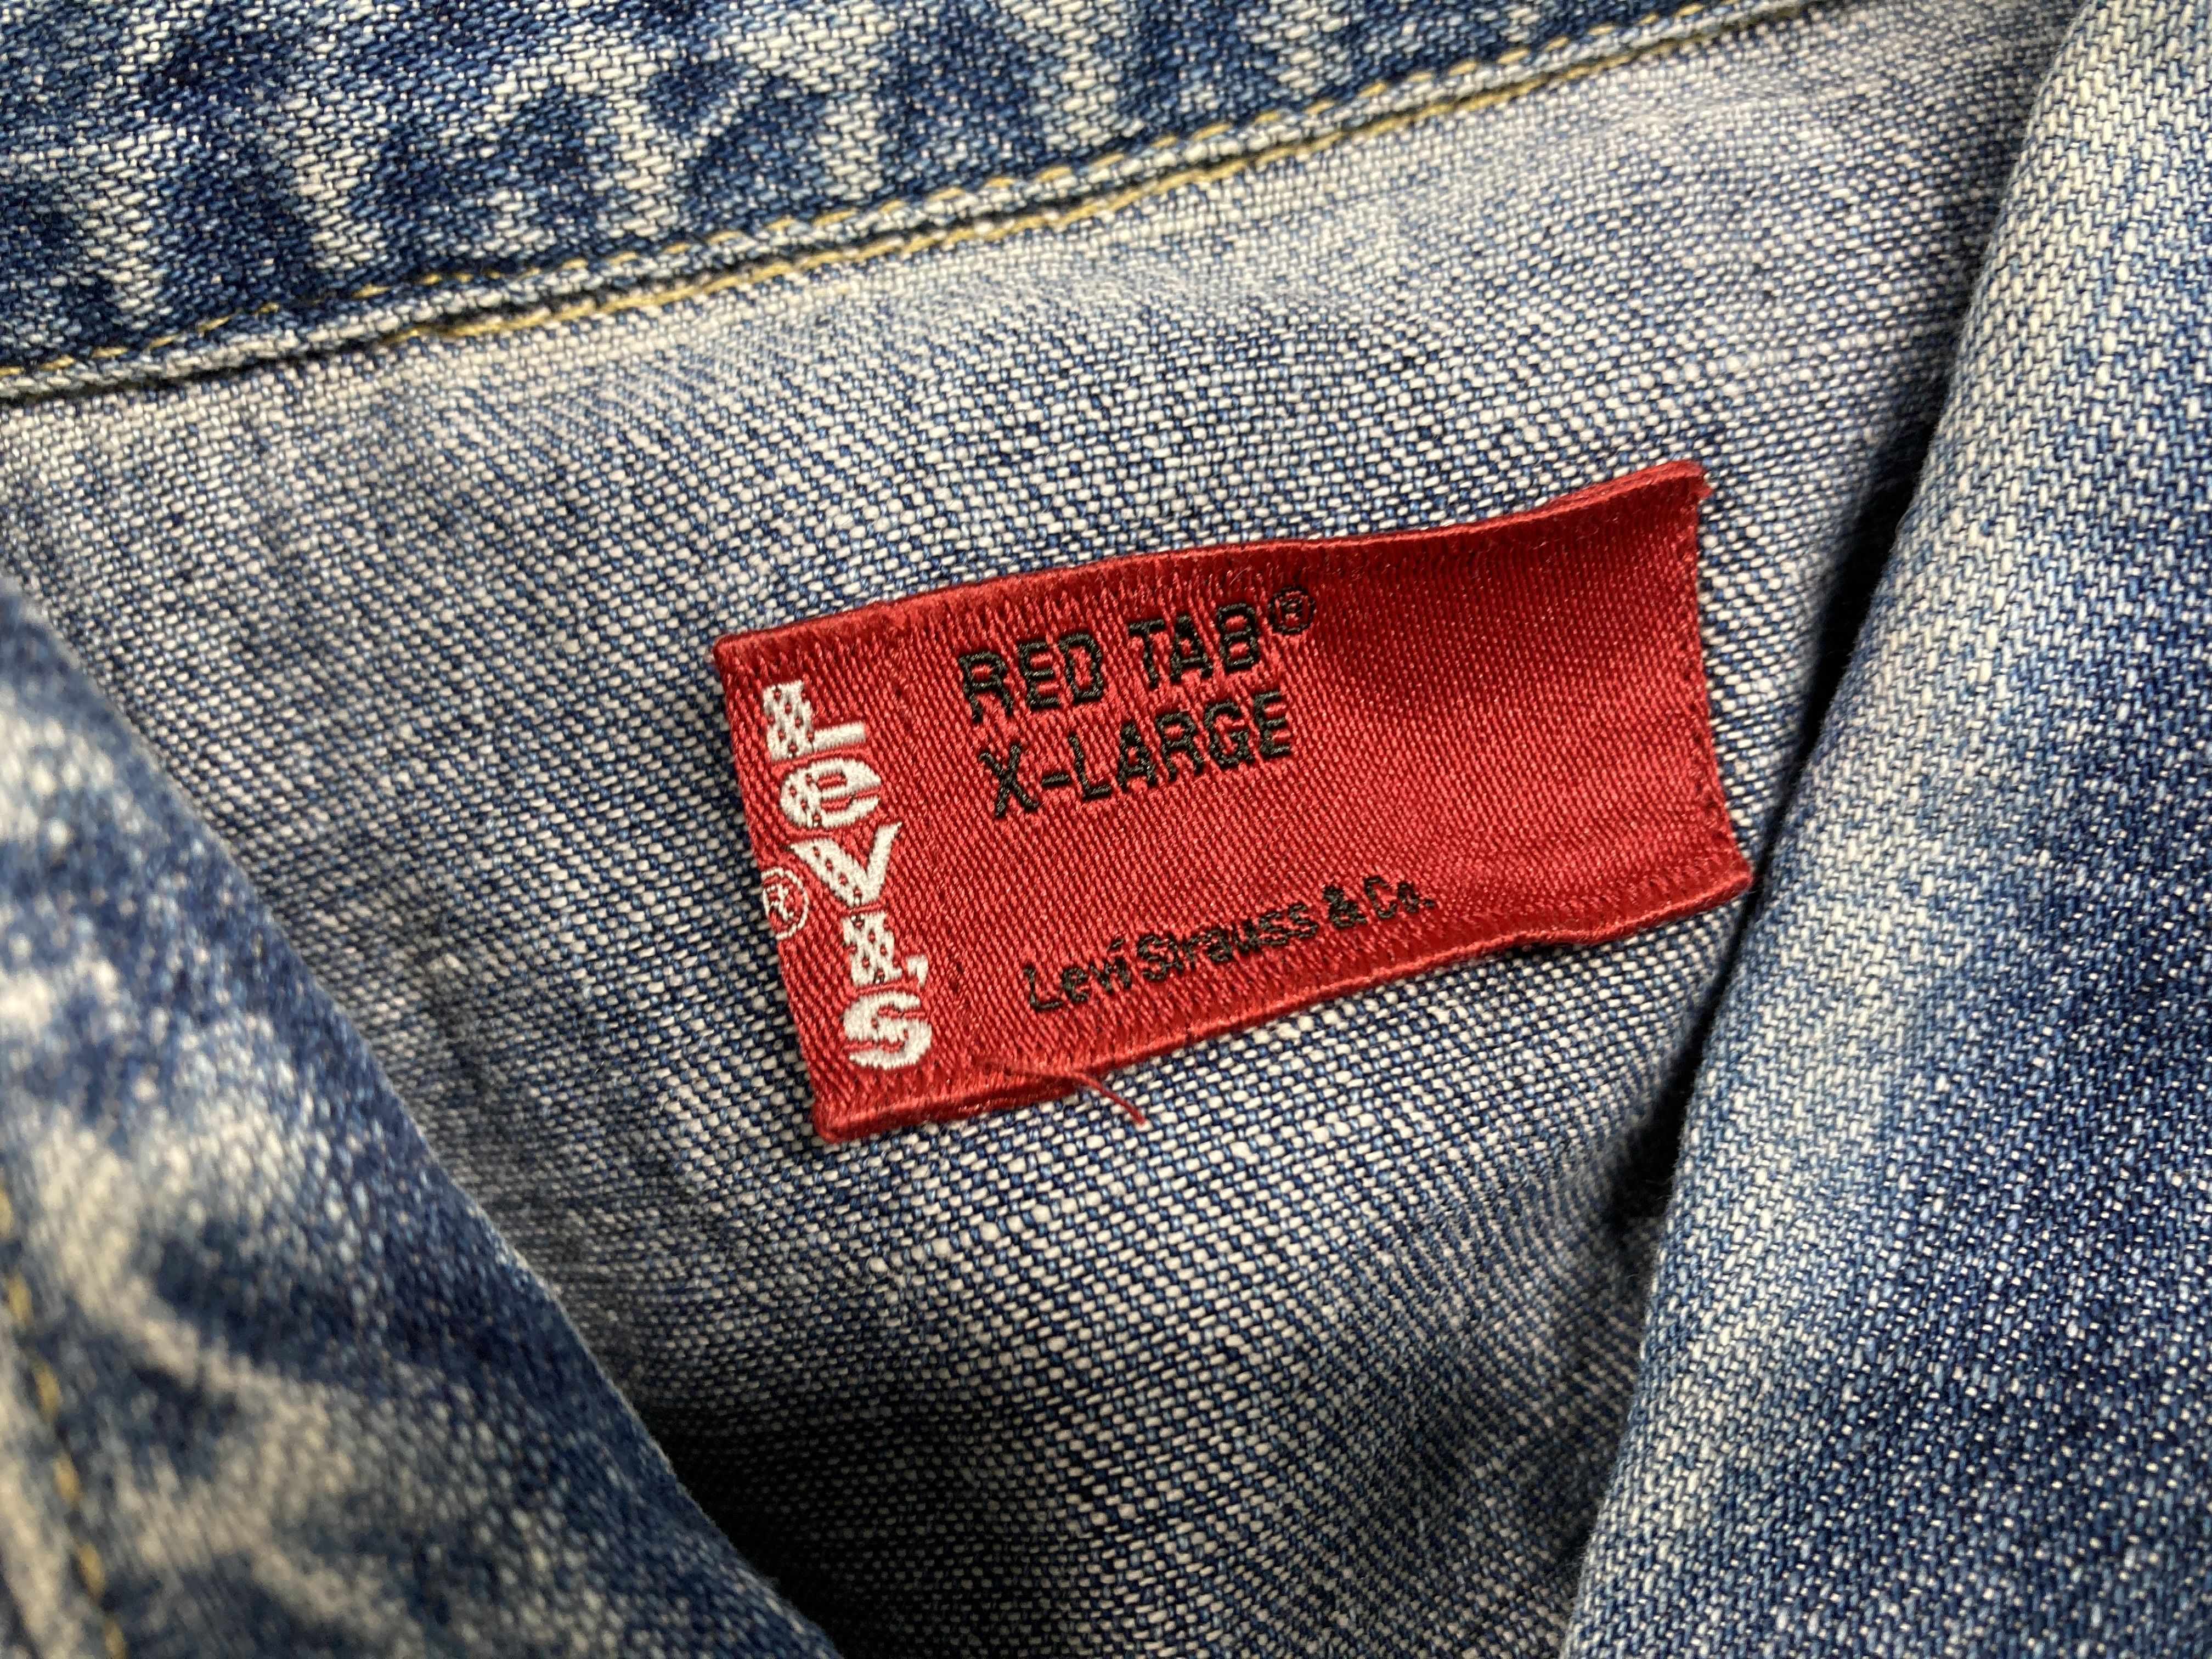 LEVI'S
®
RED TAB®
X-LARGE
Levi Strauss & Co.